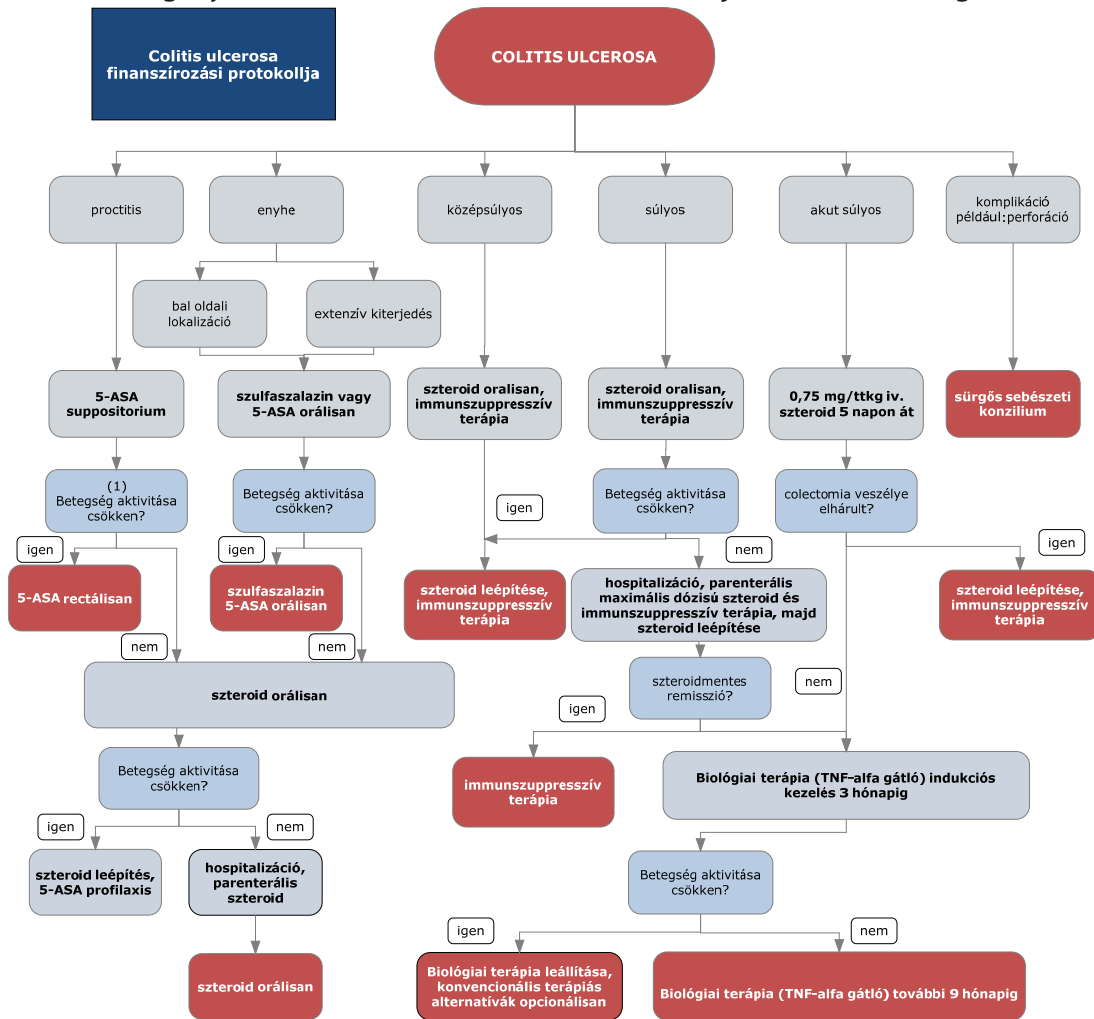 Colitis ulcerosa
finanszírozási protokollja
COLITIS ULCEROSA
proctitis
enyhe
középsúlyos
súlyos
akut súlyos
komplikáció
például:perforáció
bal oldali
lokalizáció
extenzív kiterjedés
5-ASA
suppositorium
szulfaszalazin vagy
5-ASA orálisan
szteroid oralisan,
immunszuppresszív
terápia
szteroid oralisan,
immunszuppresszív
terápia
0,75 mg/ttkg iv.
szteroid 5 napon át
sürgős sebészeti
konzilium
(1)
Betegség aktivitása
csökken?
Betegség aktivitása
csökken?
Betegség aktivitása
csökken?
colectomia veszélye
elhárult?
igen
igen
igen
nem
igen
5-ASA rectálisan
szulfaszalazin
5-ASA orálisan
szteroid leépítése,
immunszuppresszív
terápia
hospitalizáció, parenterális
maximális dózisú szteroid és
immunszuppresszív terápia, majd
szteroid leépítése
szteroid leépítése,
immunszuppresszív
terápia
nem
nem
szteroid orálisan
szteroidmentes
remisszió?
nem
igen
Betegség aktivitása
csökken?
immunszuppresszív
terápia
Biológiai terápia (TNF-alfa gátló) indukciós
kezelés 3 hónapig
igen
nem
szteroid leépítés,
5-ASA profilaxis
hospitalizáció,
parenterális
szteroid
Betegség aktivitása
csökken?
igen
nem
szteroid orálisan
Biológiai terápia leállítása,
konvencionális terápiás
alternatívák opcionálisan
Biológiai terápia (TNF-alfa gátló) további 9 hónapig